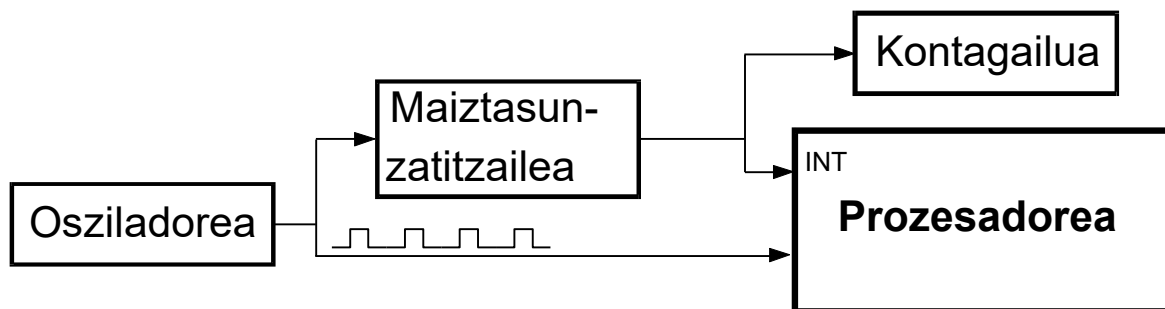 Kontagailua
Maiztasun-
zatitzailea
INT
Prozesadorea
Osziladorea